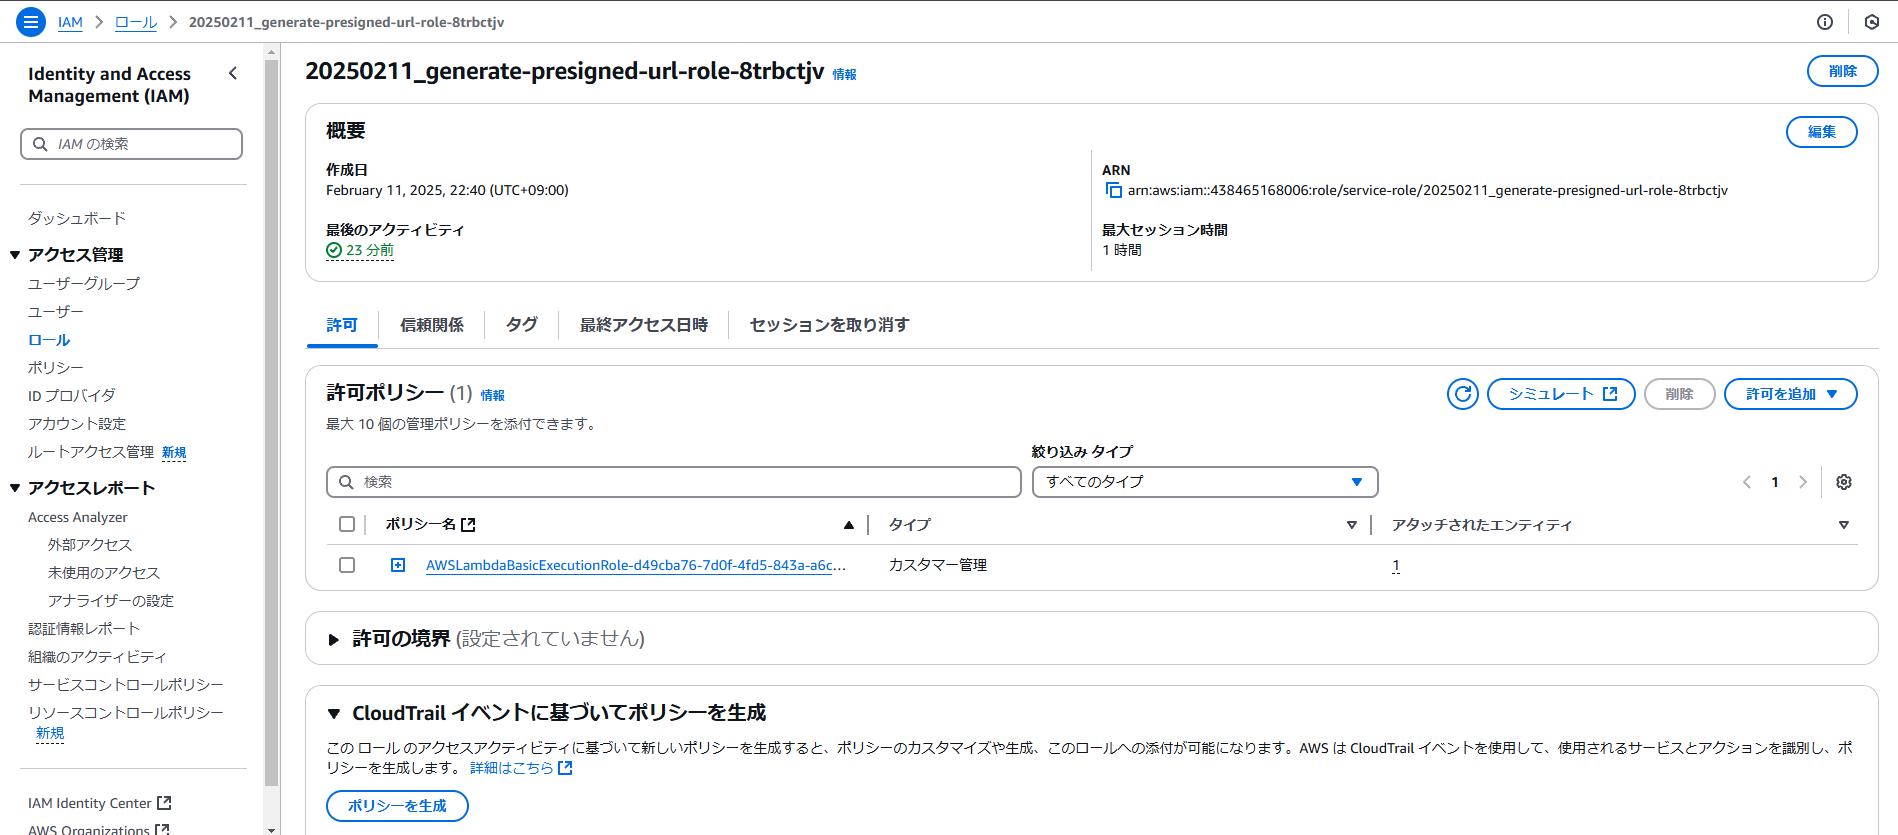 IAM > ロール > 20250211_generate-presigned-url-role-8trbctjv
Identity and Access
Management (IAM)
IAM の検索
ダッシュボード
アクセス管理
ユーザーグループ
ユーザー
ロール
ポリシー
ID プロバイダ
アカウント設定
ルートアクセス管理 新規
アクセスレポート
Access Analyzer
外部アクセス
未使用のアクセス
アナライザーの設定
認証情報レポート
組織のアクティビティ
サービスコントロールポリシー
リソースコントロールポリシー
新規
IAM Identity Center
AWS Organizations
20250211_generate-presigned-url-role-8trbctjv 情報
削除
概要
編集
作成日
February 11, 2025, 22:40 (UTC+09:00)
ARN
arn:aws:iam::438465168006:role/service-role/20250211_generate-presigned-url-role-8trbctjv
最後のアクティビティ
23 分前
最大セッション時間
1 時間
許可 信頼関係 タグ 最終アクセス日時 セッションを取り消す
許可ポリシー (1) 情報
シミュレート 削除 許可を追加
最大 10 個の管理ポリシーを添付できます。
絞り込み タイプ
検索 すべてのタイプ 1
ポリシー名 タイプ アタッチされたエンティティ
AWSLambdaBasicExecutionRole-d49cba76-7d0f-4fd5-843a-a6c... カスタマー管理 1
許可の境界 (設定されていません)
CloudTrail イベントに基づいてポリシーを生成
この ロール のアクセスアクティビティに基づいて新しいポリシーを生成すると、ポリシーのカスタマイズや生成、このロールへの添付が可能になります。AWS は CloudTrail イベントを使用して、使用されるサービスとアクションを識別し、ポ
リシーを生成します。 詳細はこちら
ポリシーを生成